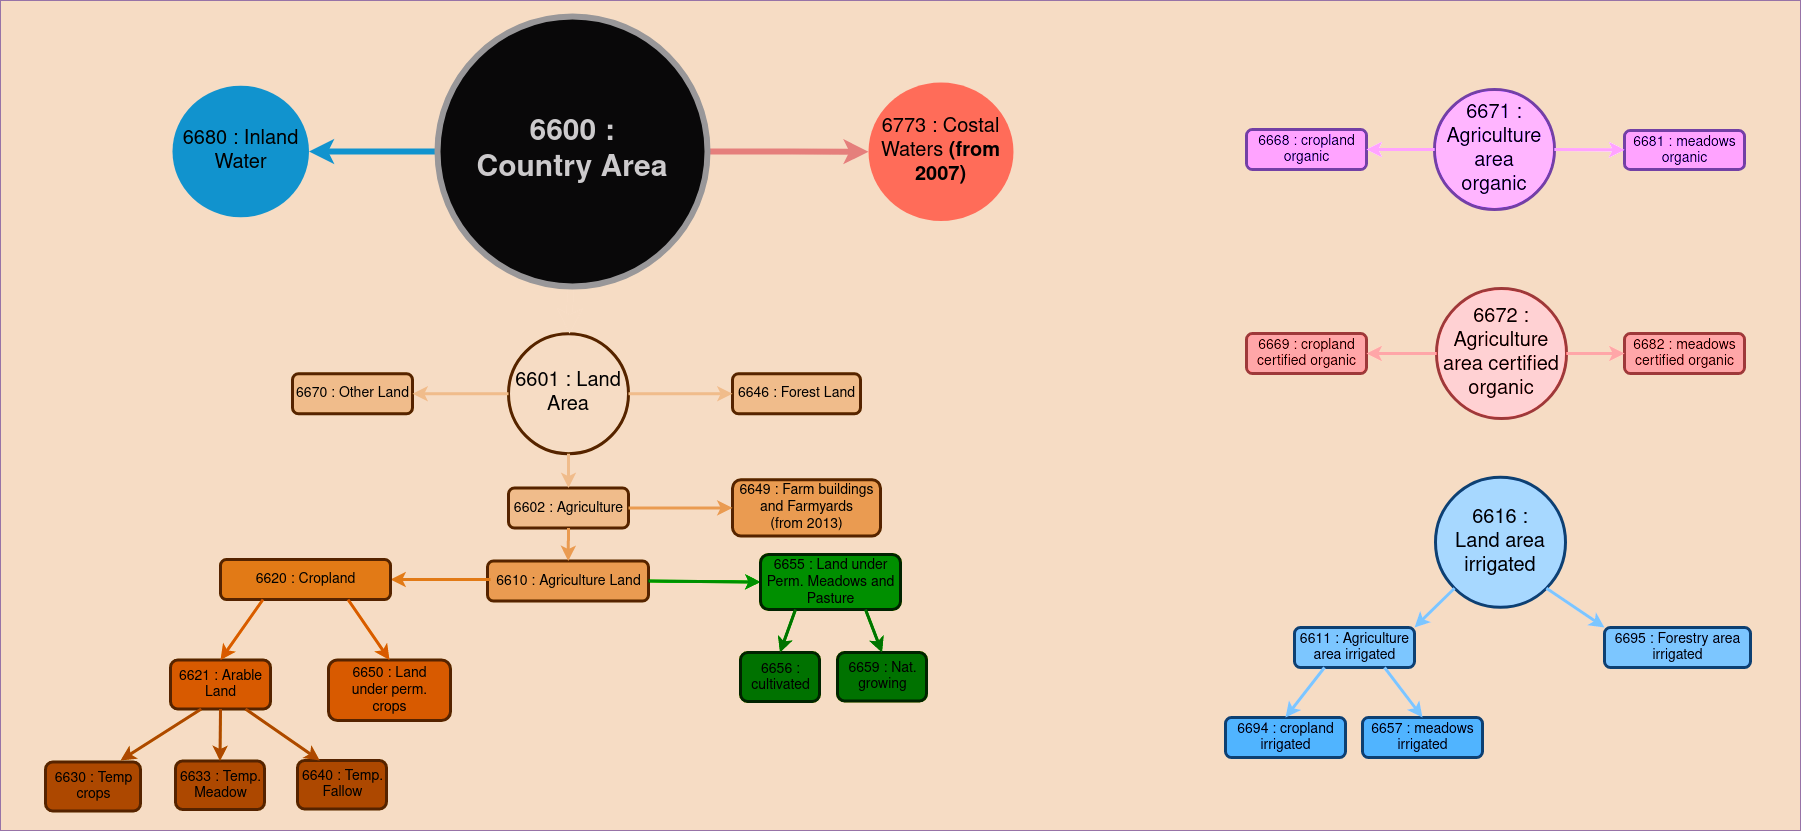 6600 :
Country Area
6680 : Inland
Water
6773 : Costal
Waters (from
2007)
6601 : Land
Area
6670 : Other Land
6646 : Forest Land
6602 : Agriculture
6649 : Farm buildings
and Farmyards
(from 2013)
6620 : Cropland
6610 : Agriculture Land
6655 : Land under
Perm. Meadows and
Pasture
6621 : Arable
Land
6650 : Land
under perm.
crops
6656 :
cultivated
6659 : Nat.
growing
6630 : Temp
crops
6633 : Temp.
Meadow
6640 : Temp.
Fallow
6671 :
Agriculture
area
organic
6668 : cropland
organic
6681 : meadows
organic
6672 :
Agriculture
area certified
organic
6669 : cropland
certified organic
6682 : meadows
certified organic
6616 :
Land area
irrigated
6611 : Agriculture
area irrigated
6695 : Forestry area
irrigated
6694 : cropland
irrigated
6657 : meadows
irrigated